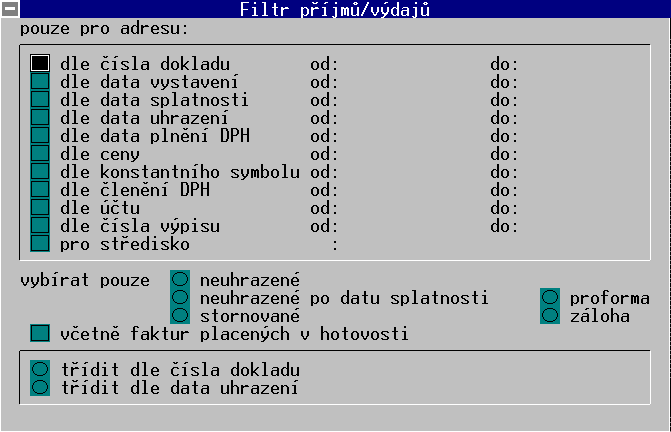 Filtr příjmů/výdajů
pouze pro adresu:
dle čísla dokladu od: do:
dle data vystavení od: do:
dle data splatnosti od: do:
dle data uhrazení od: do:
dle data plnění DPH od: do:
dle ceny od: do:
dle konstantního symbolu od: do:
dle členění DPH od: do:
dle účtu od: do:
dle čísla výpisu od: do:
pro středisko :
vybírat pouze neuhrazené
neuhrazené po datu splatnosti proforma
stornované záloha
včetně faktur placených v hotovosti
třídit dle čísla dokladu
třídit dle data uhrazení